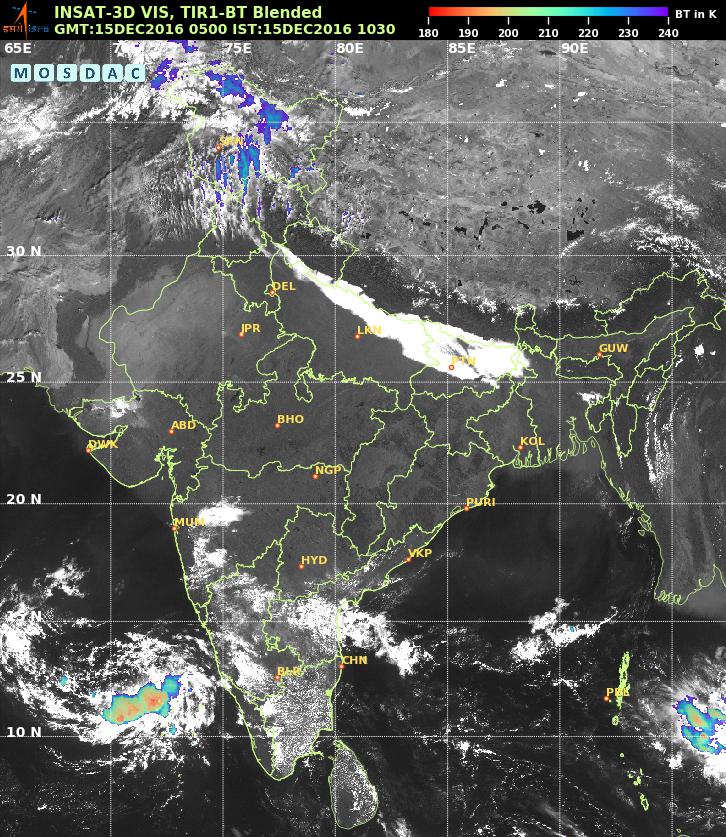 INSAT-3D VIS, TIR1-BT Blended
GMT:15DEC2016 0500 IST:15DEC2016 1030
BT in K
180 190 200 210 220 230 240
65E 75E 80E 85E 90E
MOSDAC
30 N
DEL
JPR LKN
GUW
PTN
25 N
BHO
ABD
DWK KOL
NGP
20 N
PURI
MUM
VKP
HYD
CHN
BLR
PBL
10 N